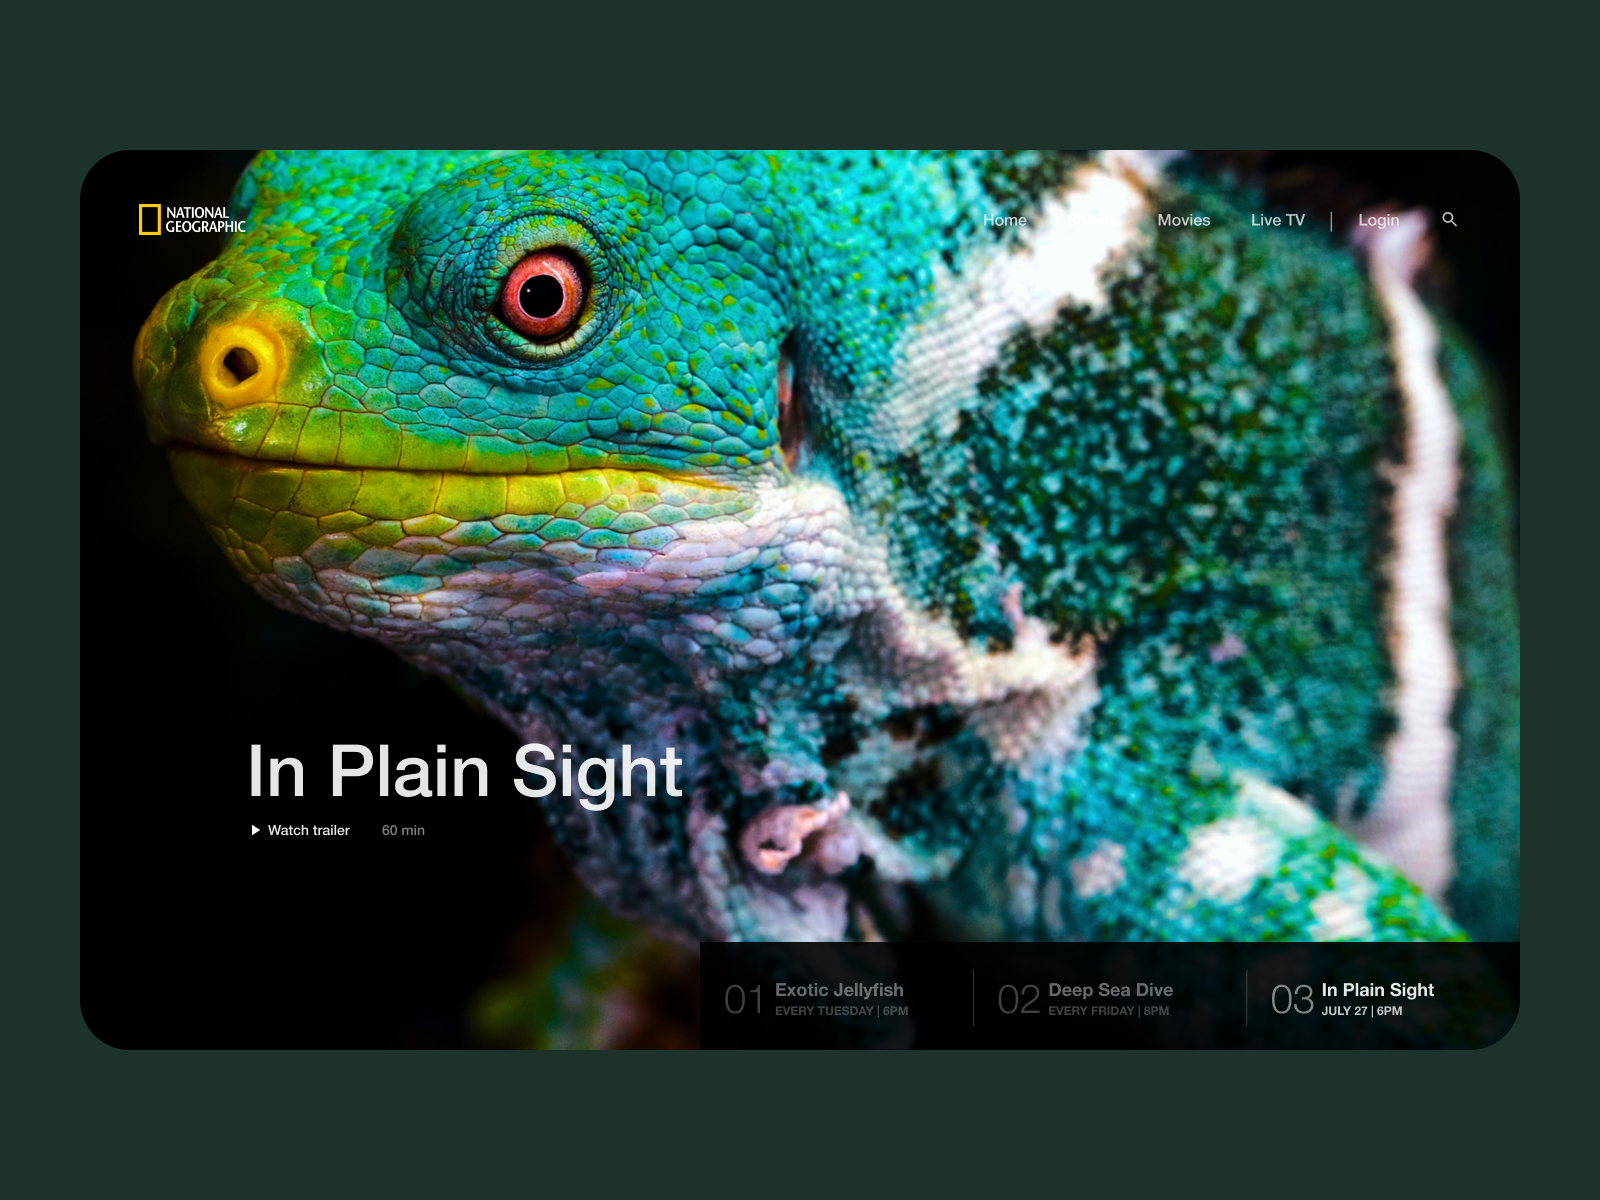 NATIONAL
GEOGRAPHIC
Home Movies Live TV | Login
In Plain Sight
Watch trailer 60 min
01 Exotic Jellyfish
EVERY TUESDAY | 6PM
02 Deep Sea Dive
EVERY FRIDAY | 8PM
03 In Plain Sight
JULY 27 | 6PM